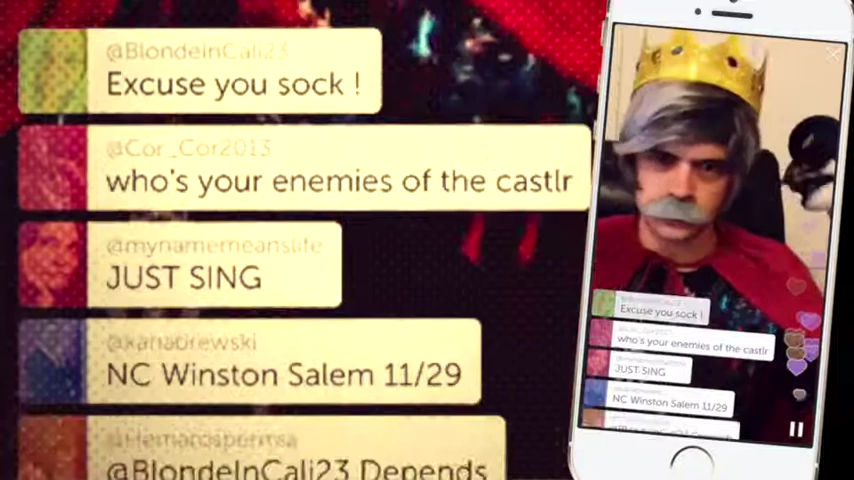 @BlondeInCali23
Excuse you sock !
@Cor_Cor2013
who's your enemies of the castlr
@mynamemeanslife
JUST SING
NC Winston Salem 11/29
@BlondeInCali23 Depends
Excuse you sock !
who's your enemies of the castlr
JUST SING
NC Winston Salem 11/29